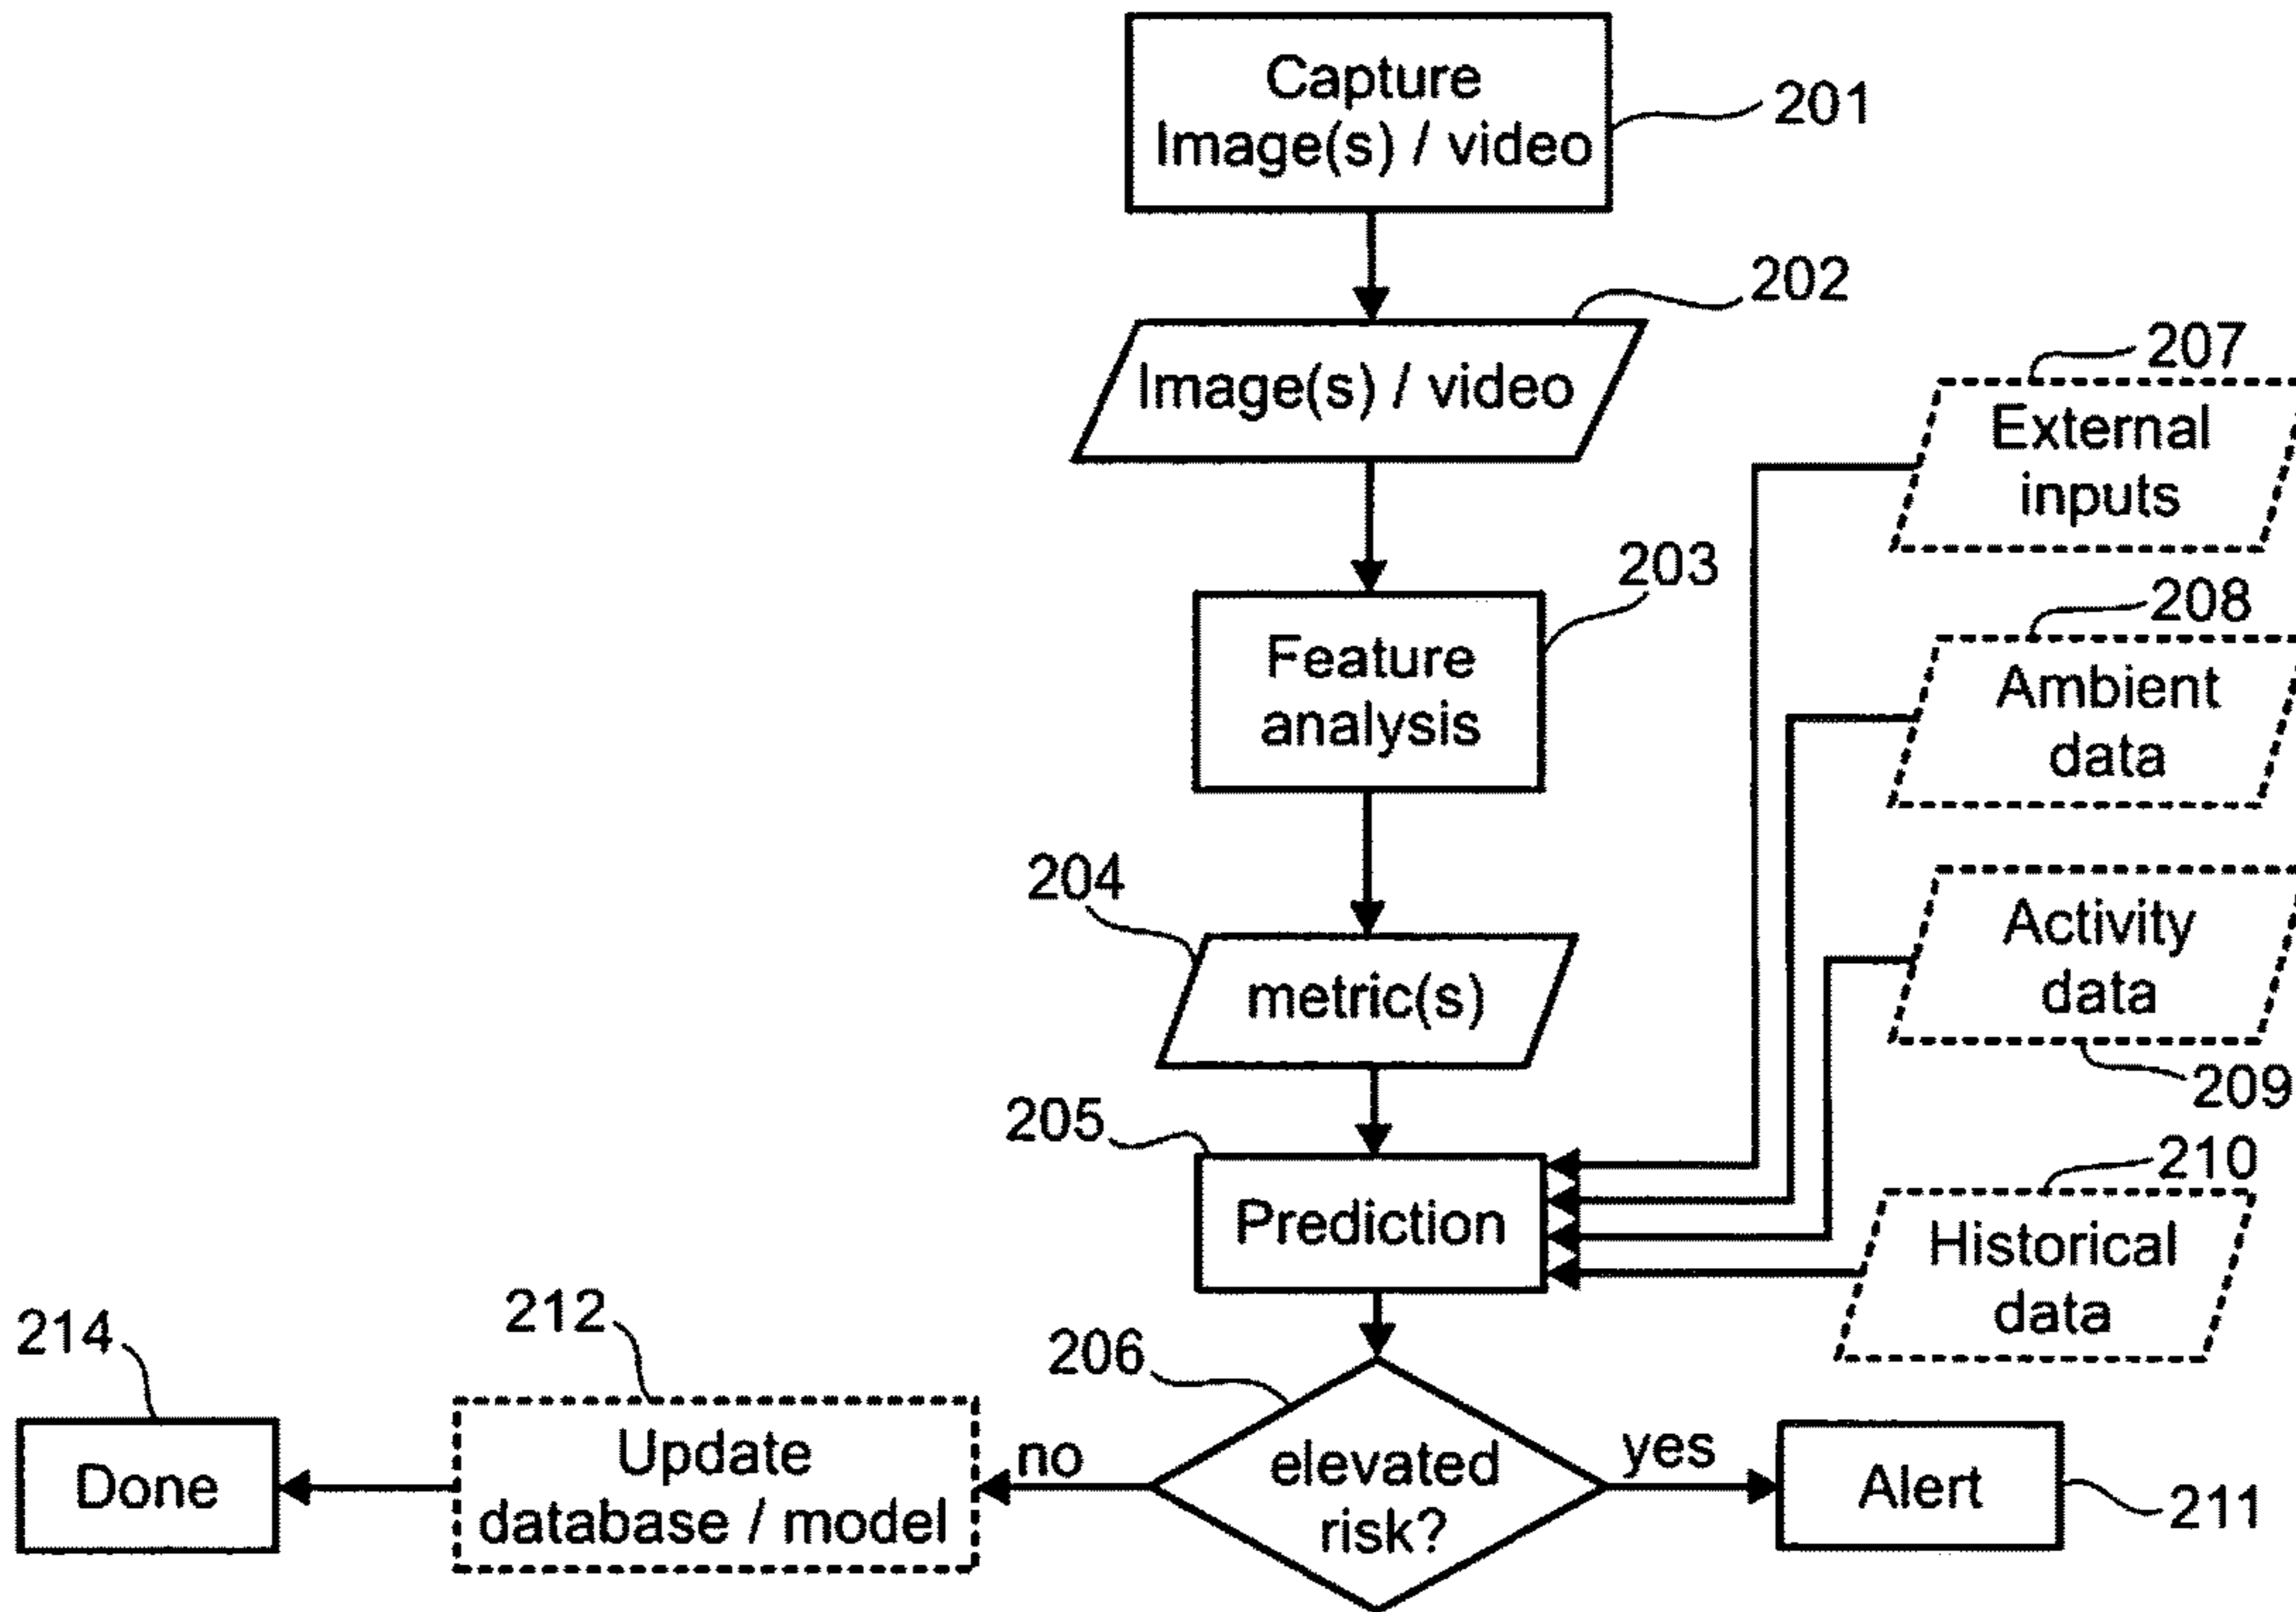 Capture
Image(s) / video
201
202
Image(s) / video
207
External
inputs
203
Feature
analysis
208
Ambient
data
204
metric(s)
Activity
data
209
205
Prediction
210
Historical
data
214
Done
212
Update
database / model
no
206
elevated
risk?
yes
Alert
211